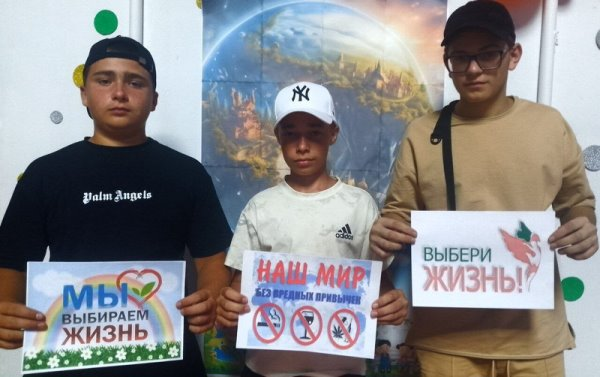 Palm Angels
NY
adidas
МЫ
ВЫБИРАЕМ
ЖИЗНЬ
НАШ МИР
БЕЗ ВРЕДНЫХ ПРИВЫЧЕК
ВЫБЕРИ
ЖИЗНЬ!